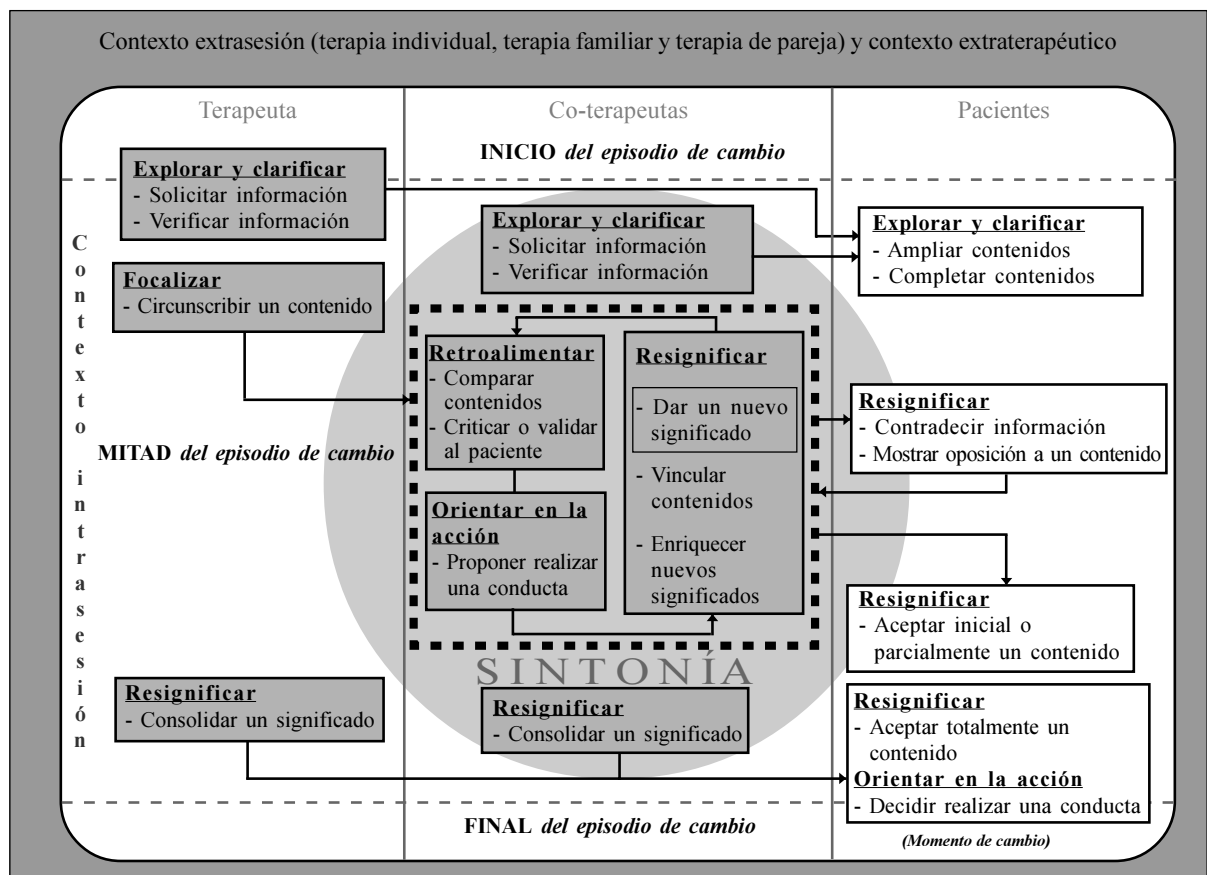 Contexto extrasesión (terapia individual, terapia familiar y terapia de pareja) y contexto extraterapéutico
Terapeuta
Co-terapeutas
Pacientes
INICIO del episodio de cambio
Contexto intrasesión
Explorar y clarificar
- Solicitar información
- Verificar información
Explorar y clarificar
- Solicitar información
- Verificar información
Explorar y clarificar
- Ampliar contenidos
- Completar contenidos
Focalizar
- Circunscribir un contenido
MITAD del episodio de cambio
Retroalimentar
- Comparar
contenidos
- Criticar o validar
al paciente
Orientar en la
acción
- Proponer realizar
una conducta
Resignificar
- Dar un nuevo
significado
- Vincular
contenidos
- Enriquecer
nuevos
significados
Resignificar
- Contradecir información
- Mostrar oposición a un contenido
Resignificar
- Aceptar inicial o
parcialmente un contenido
SINTONÍA
Resignificar
- Consolidar un significado
Resignificar
- Consolidar un significado
Resignificar
- Aceptar totalmente un
contenido
Orientar en la acción
- Decidir realizar una conducta
FINAL del episodio de cambio
(Momento de cambio)